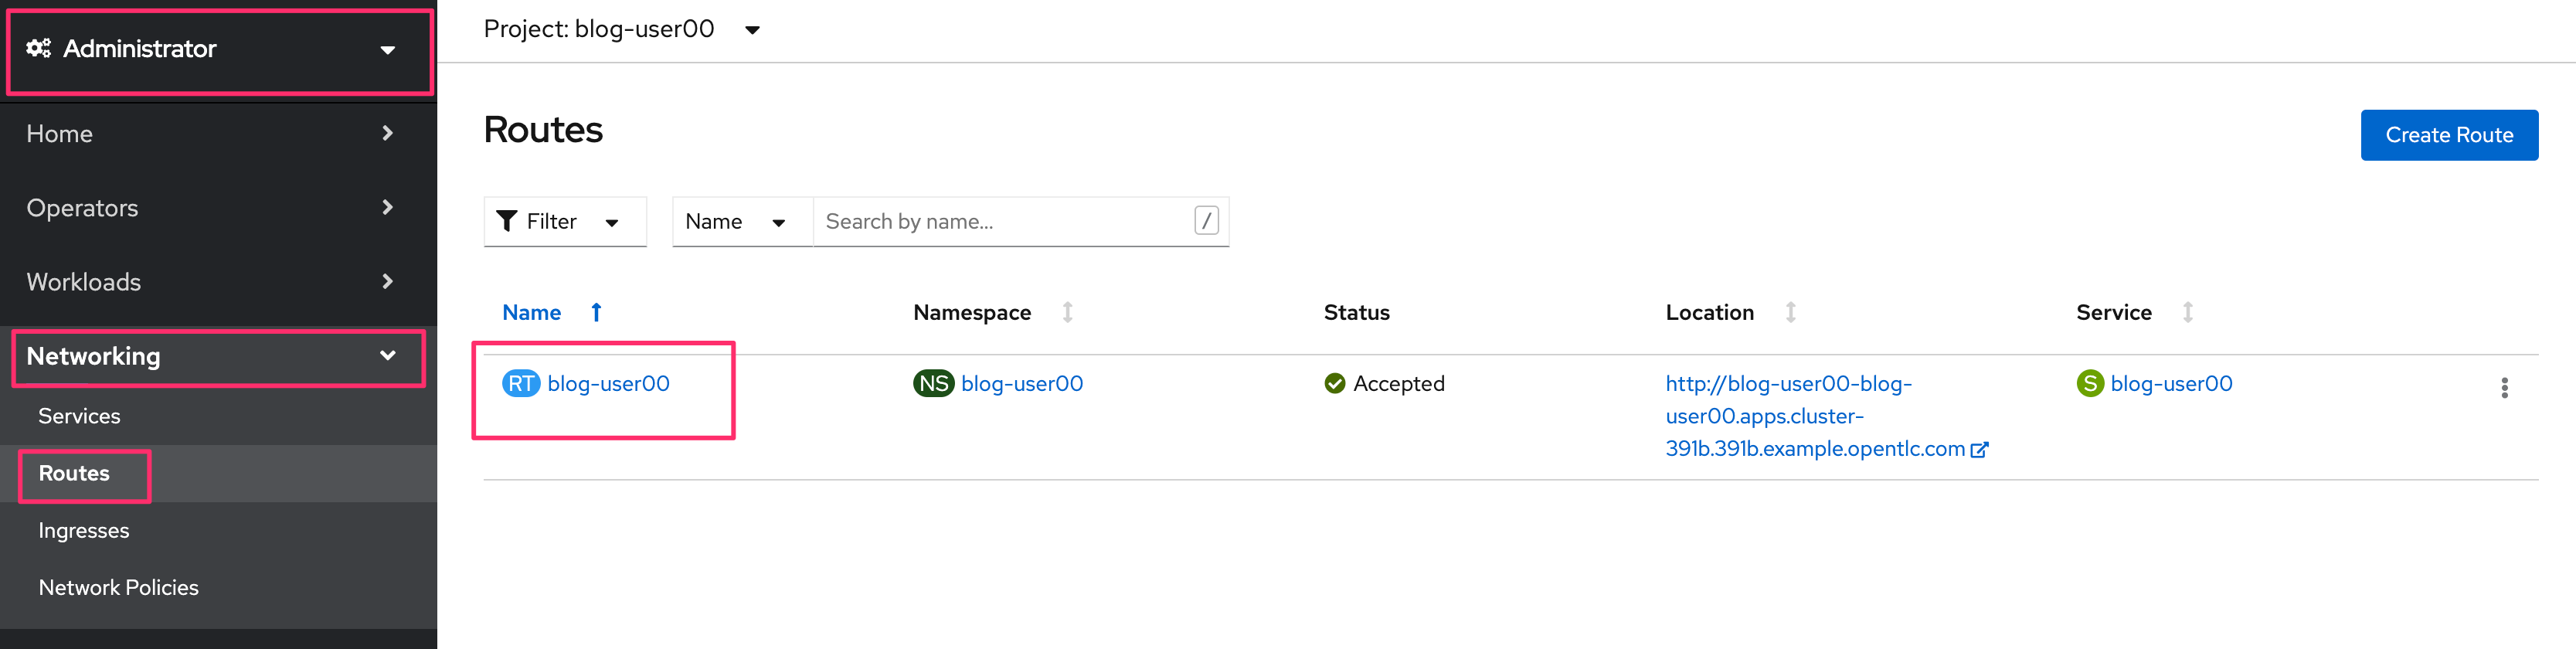 Administrator
Home
Operators
Workloads
Networking
Services
Routes
Ingresses
Network Policies
Project: blog-user00
Routes
Create Route
Filter
Name
Search by name...
/
Name
Namespace
Status
Location
Service
RT blog-user00
NS blog-user00
Accepted
http://blog-user00-blog-
user00.apps.cluster-
391b.391b.example.opentlc.com
S blog-user00